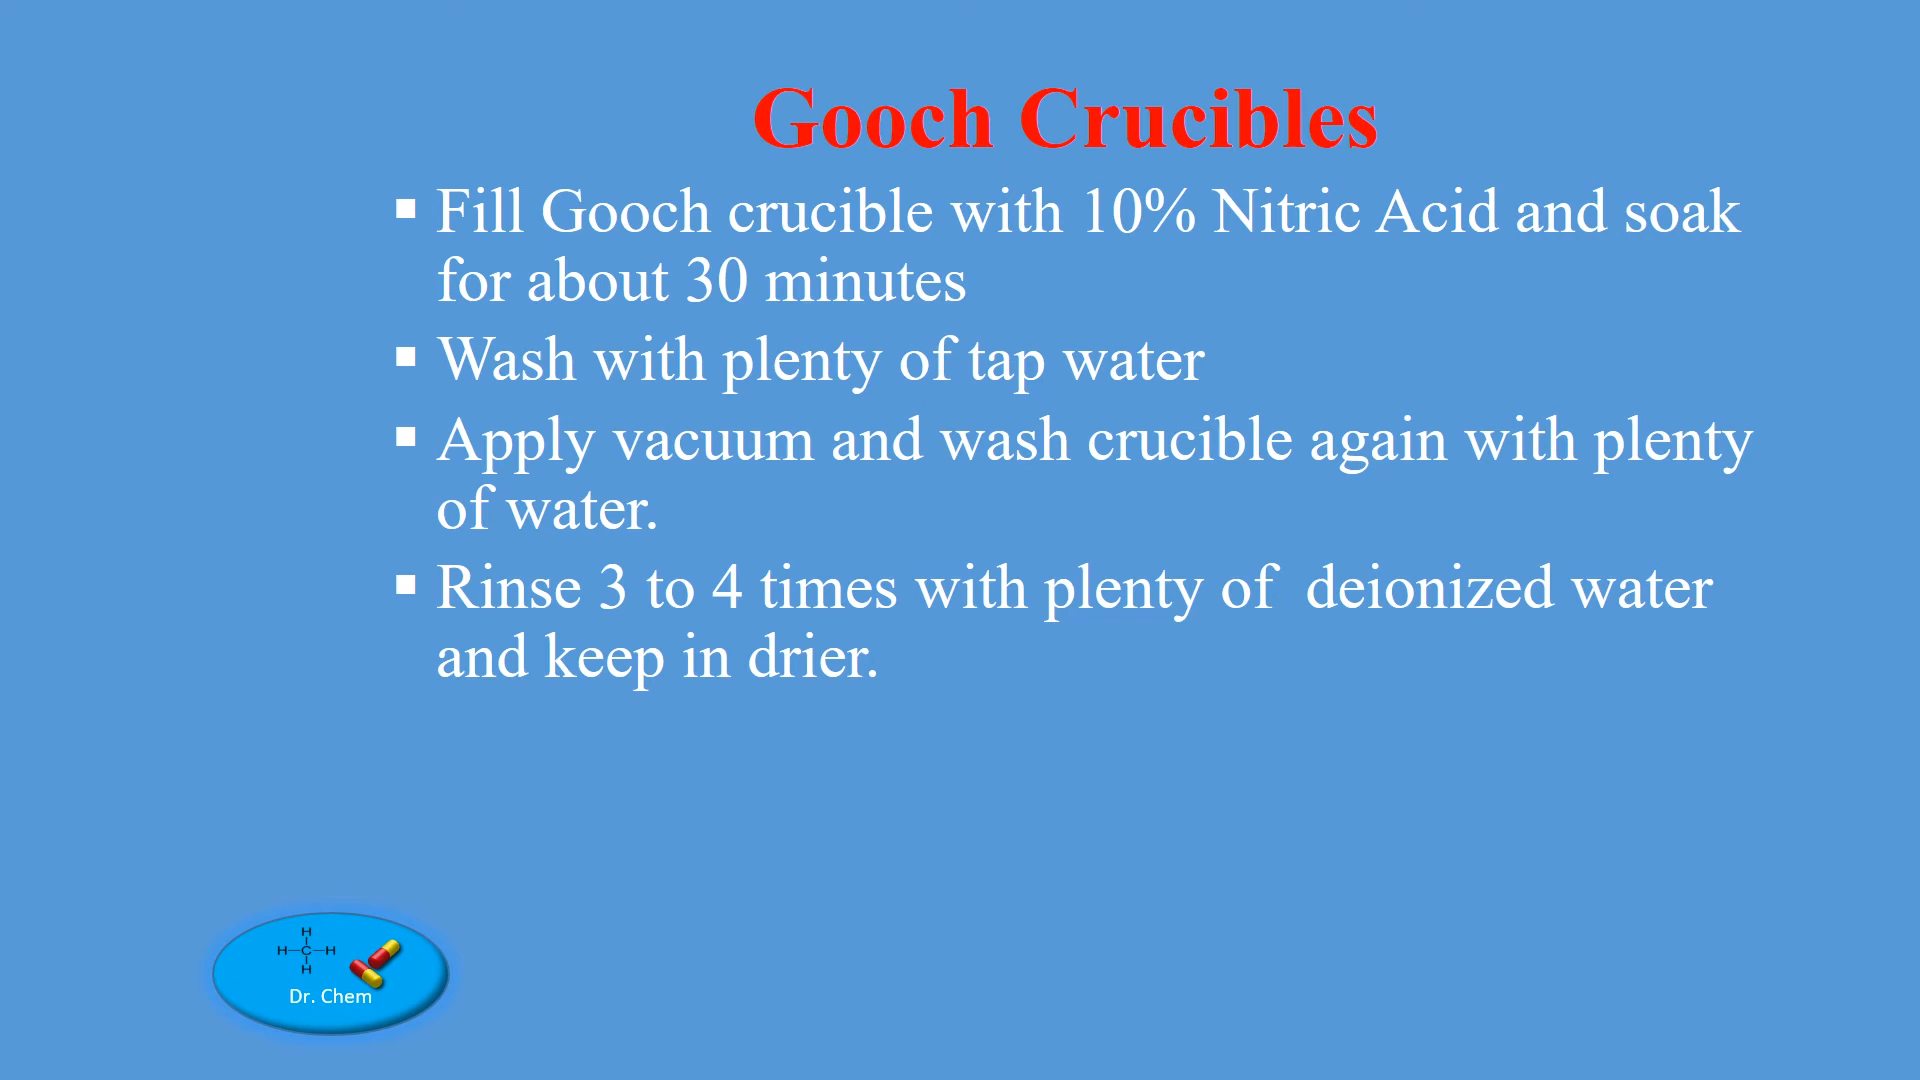 Gooch Crucibles
▪ Fill Gooch crucible with 10% Nitric Acid and soak
for about 30 minutes
▪ Wash with plenty of tap water
▪ Apply vacuum and wash crucible again with plenty
of water.
▪ Rinse 3 to 4 times with plenty of  deionized water
and keep in drier.
H
H—C—H
H
Dr. Chem